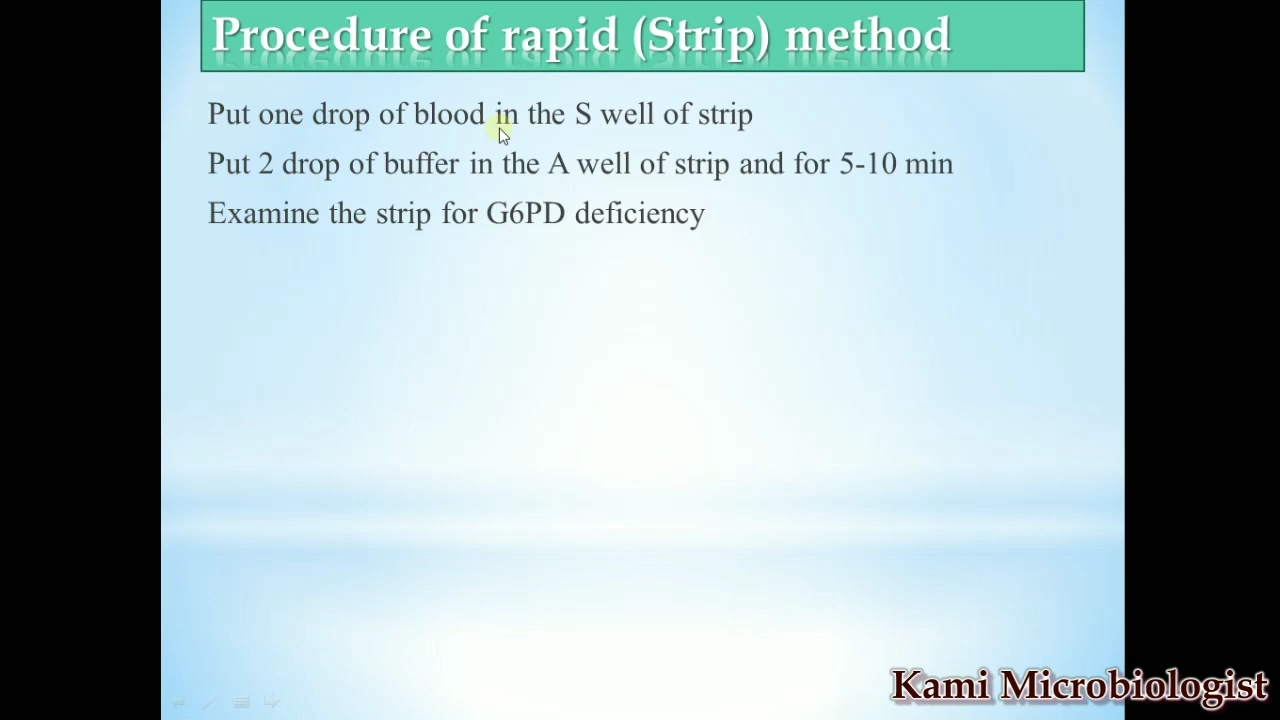 Procedure of rapid (Strip) method
Put one drop of blood in the S well of strip
Put 2 drop of buffer in the A well of strip and for 5-10 min
Examine the strip for G6PD deficiency
Kami Microbiologist